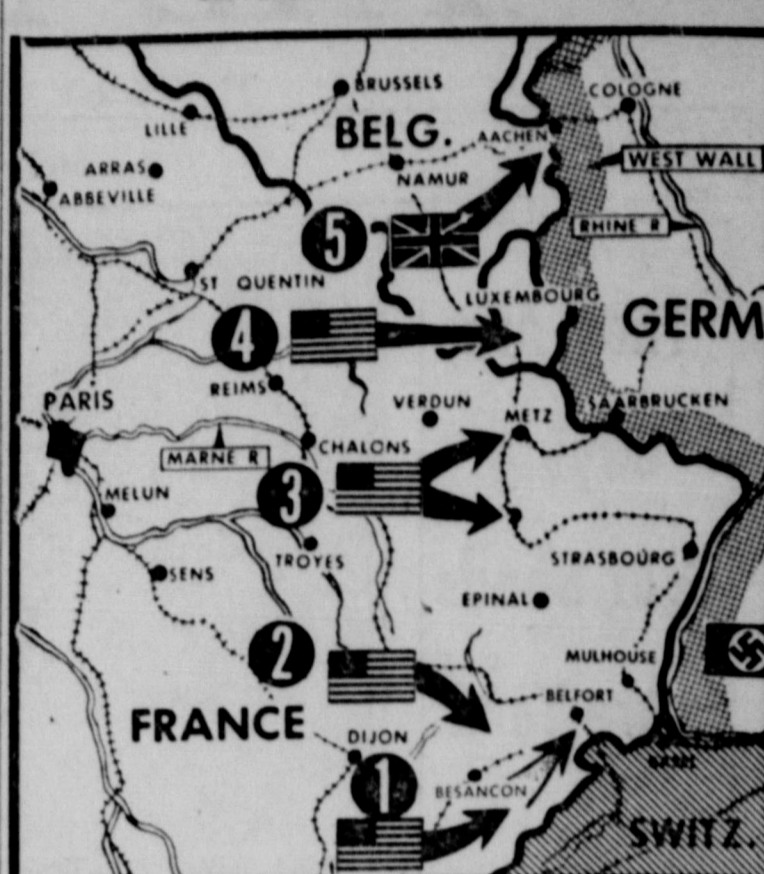 BRUSSELS
COLOGNE
LILLE
BELG.
AACHEN
ARRAS
NAMUR
WEST WALL
ABBEVILLE
5
RHINE R
ST QUENTIN
LUXEMBOURG
4
GERM
REIMS
PARIS
VERDUN
METZ
SAARBRUCKEN
MARNE R
CHALONS
3
MELUN
TROYES
STRASBOURG
SENS
EPINAL
2
MULHOUSE
BELFORT
FRANCE
DIJON
1
BESANCON
SWITZ.